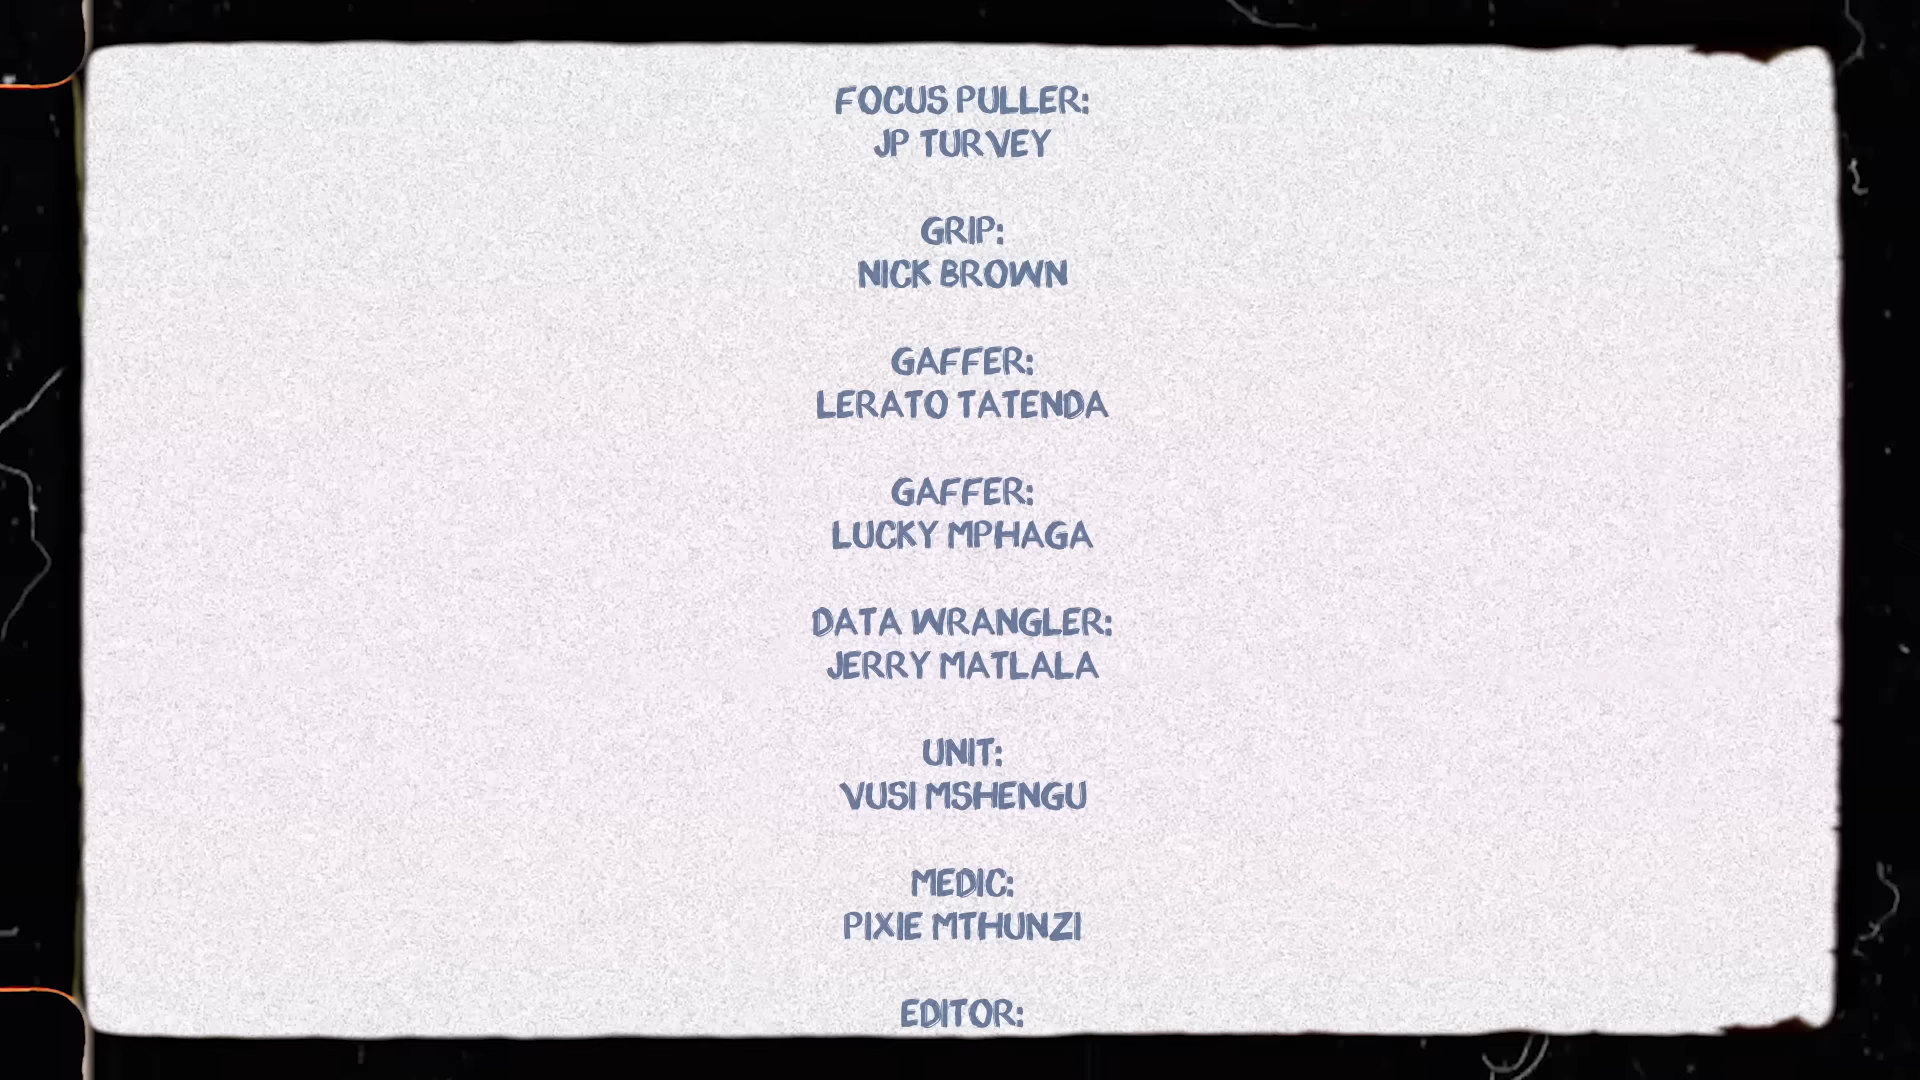 FOCUS PULLER:
JP TURVEY
GRIP:
NICK BROWN
GAFFER:
LERATO TATENDA
GAFFER:
LUCKY MPHAGA
DATA WRANGLER:
JERRY MATLALA
UNIT:
VUSI MSHENGU
MEDIC:
PIXIE MTHUNZI
EDITOR: